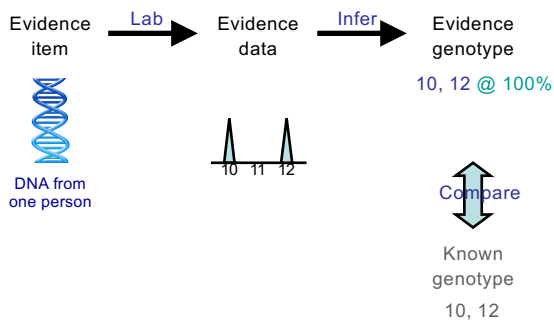 Evidence
item
Lab
Evidence
data
Infer
Evidence
genotype
10, 12 @ 100%
DNA from
one person
10 11 12
Compare
Known
genotype
10, 12